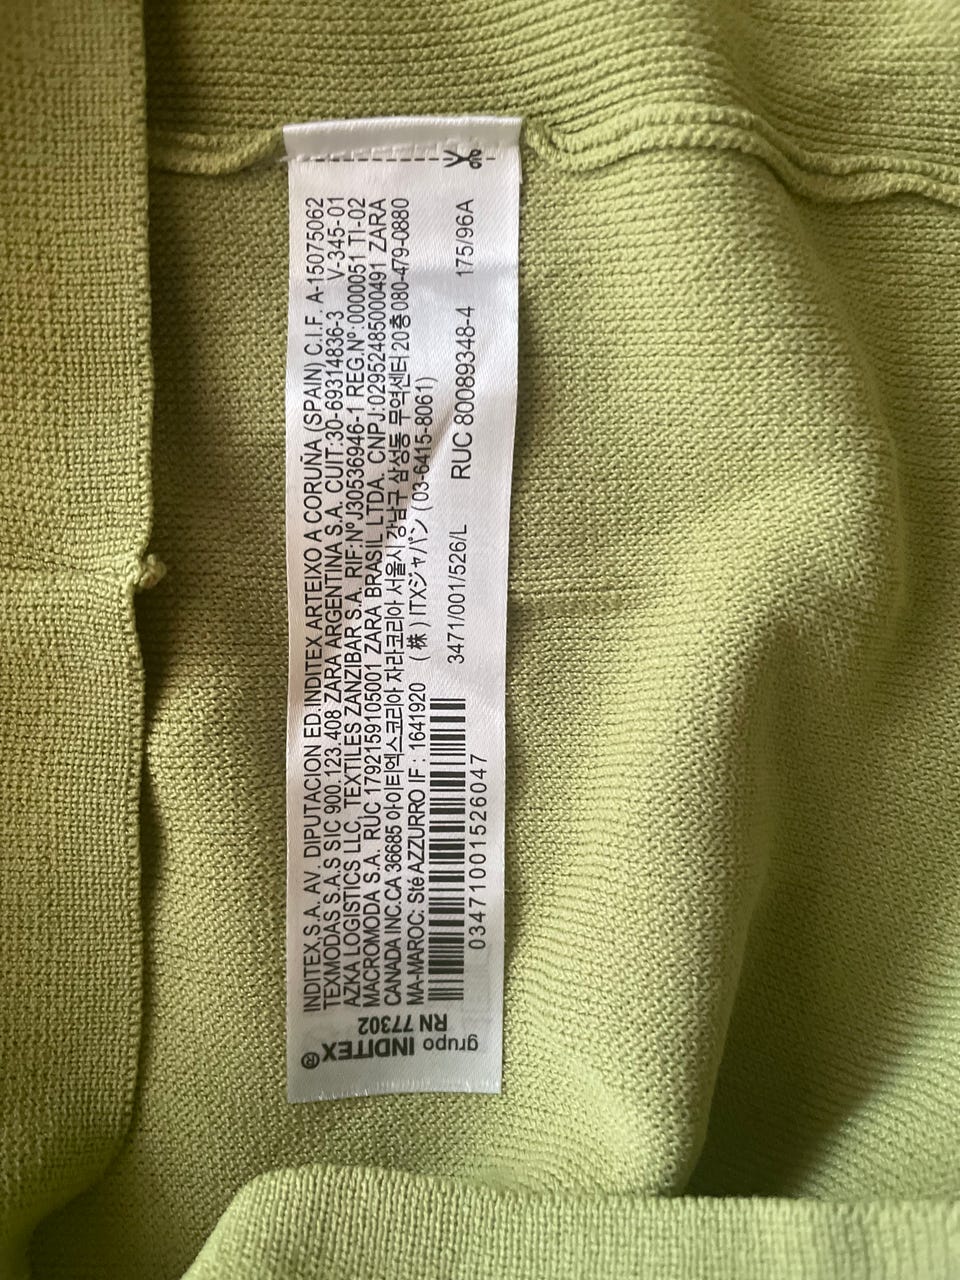 INDITEX,S.A. AV. DIPUTACION ED.INDITEX ARTEIXO A CORUÑA (SPAIN) C.I.F. A-15075062
TEXMODAS S.A.S SIC 900.123.408 ZARA ARGENTINA S.A. CUIT:30-69314836-3 V-345-01
AZKA LOGISTICS LLC, TEXTILES ZANZIBAR S.A. RIF:Nº J30536946-1 REG.Nº:0000051 TI-02
MACROMODA S.A. RUC 1792159105001 ZARA BRASIL LTDA. CNPJ:02952485000491 ZARA
CANADA INC.CA 36685 아이티엑스코리아 자라코리아 서울시 강남구 삼성동 무역센터 20층 080-479-0880
MA-MAROC: Sté AZZURRO IF : 1641920 (株) ITXジャパン (03-6415-8061)
3471/001/526/L RUC 80089348-4 175/96A
03471001526047
grupo INDITEX®
RN 77302